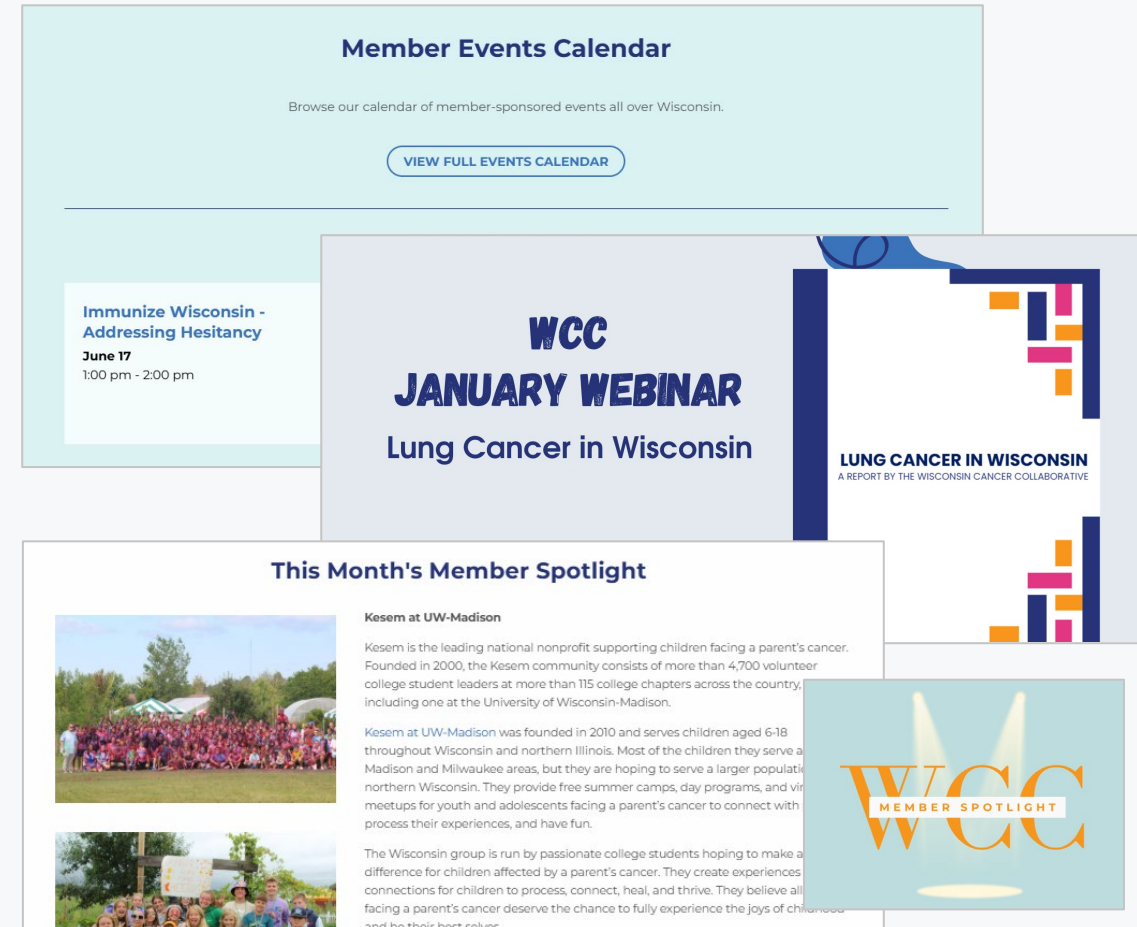 Member Events Calendar
Browse our calendar of member-sponsored events all over Wisconsin.
VIEW FULL EVENTS CALENDAR
Immunize Wisconsin -
Addressing Hesitancy
June 17
1:00 pm - 2:00 pm
WCC
JANUARY WEBINAR
Lung Cancer in Wisconsin
LUNG CANCER IN WISCONSIN
A REPORT BY THE WISCONSIN CANCER COLLABORATIVE
This Month's Member Spotlight
Kesem at UW-Madison
Kesem is the leading national nonprofit supporting children facing a parent's cancer.
Founded in 2000, the Kesem community consists of more than 4,700 volunteer
college student leaders at more than 115 college chapters across the country,
including one at the University of Wisconsin-Madison.
Kesem at UW-Madison was founded in 2010 and serves children aged 6-18
throughout Wisconsin and northern Illinois. Most of the children they serve
Madison and Milwaukee areas, but they are hoping to serve a larger
northern Wisconsin. They provide free summer camps, day programs, and
meetups for youth and adolescents facing a parent's cancer to connect with
process their experiences, and have fun.
The Wisconsin group is run by passionate college students hoping to make a
difference for children affected by a parent's cancer. They create experiences
connections for children to process, connect, heal, and thrive. They believe all
facing a parent's cancer deserve the chance to fully experience the joys of
and be their best selves
WCC
MEMBER SPOTLIGHT